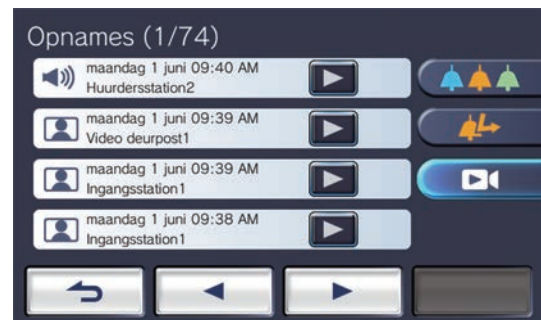 Opnames (1/74)
maandag 1 juni 09:40 AM
Huurdersstation2
maandag 1 juni 09:39 AM
Video deurpost1
maandag 1 juni 09:39 AM
Ingangsstation1
maandag 1 juni 09:38 AM
Ingangsstation1